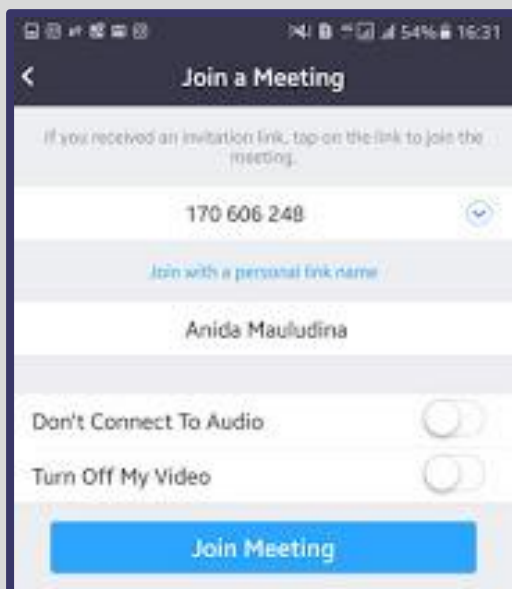 54% 16:31
Join a Meeting
If you received an invitation link, tap on the link to join the
meeting.
170 606 248
Join with a personal link name
Anida Mauludina
Don't Connect To Audio
Turn Off My Video
Join Meeting